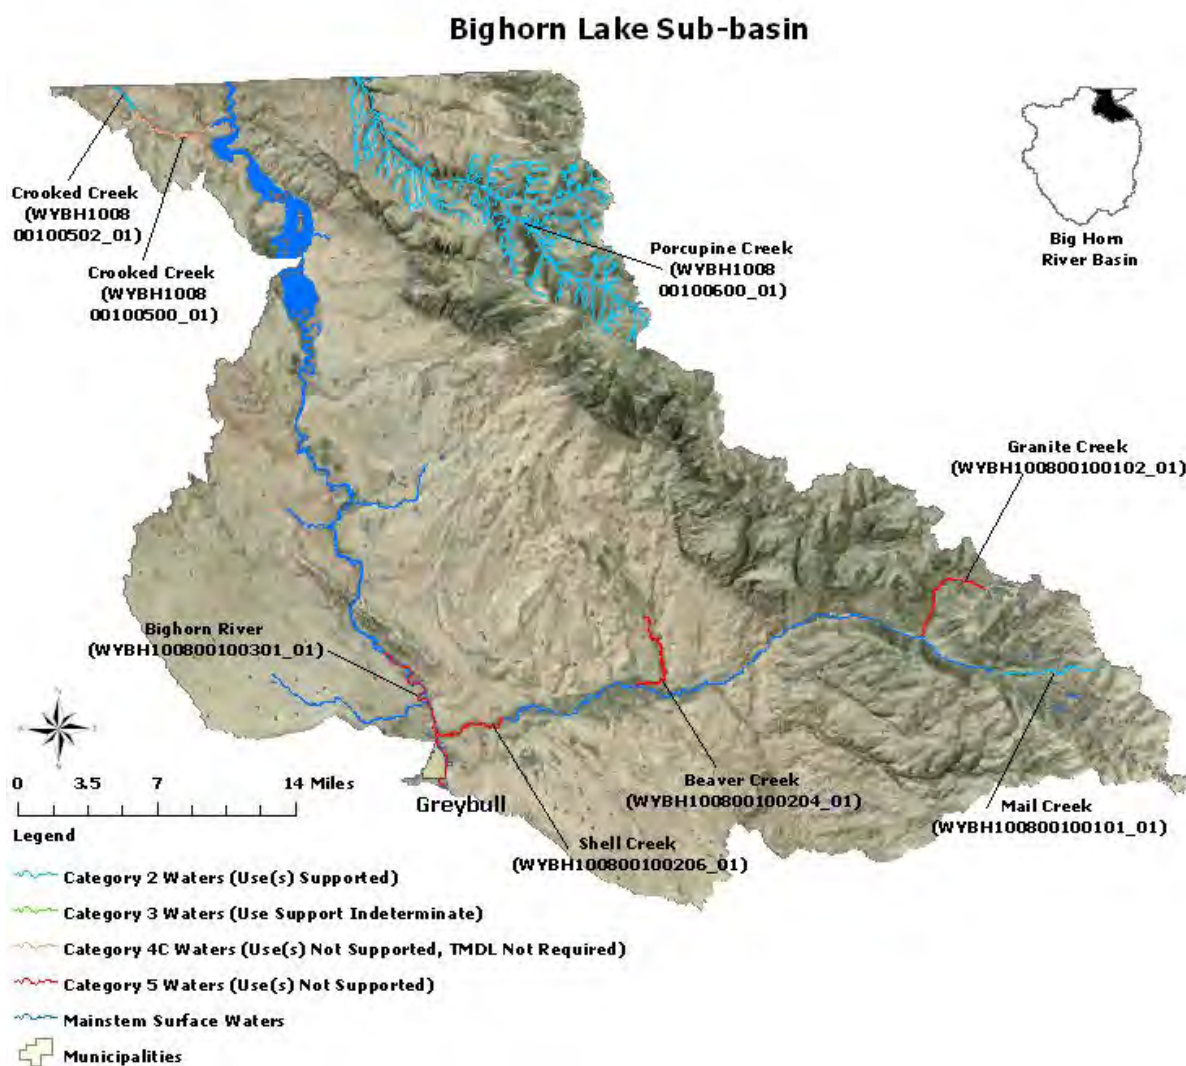 Bighorn Lake Sub-basin
Crooked Creek
(WYBH1008
00100502_01)
Crooked Creek
(WYBH1008
00100500_01)
Porcupine Creek
(WYBH1008
00100600_01)
Big Horn
River Basin
Granite Creek
(WYBH100800100102_01)
Bighorn River
(WYBH100800100301_01)
Beaver Creek
(WYBH100800100204_01)
Mail Creek
(WYBH100800100101_01)
Shell Creek
(WYBH100800100206_01)
Greybull
0 3.5 7 14 Miles
Legend
Category 2 Waters (Use(s) Supported)
Category 3 Waters (Use Support Indeterminate)
Category 4C Waters (Use(s) Not Supported, TMDL Not Required)
Category 5 Waters (Use(s) Not Supported)
Mainstem Surface Waters
Municipalities